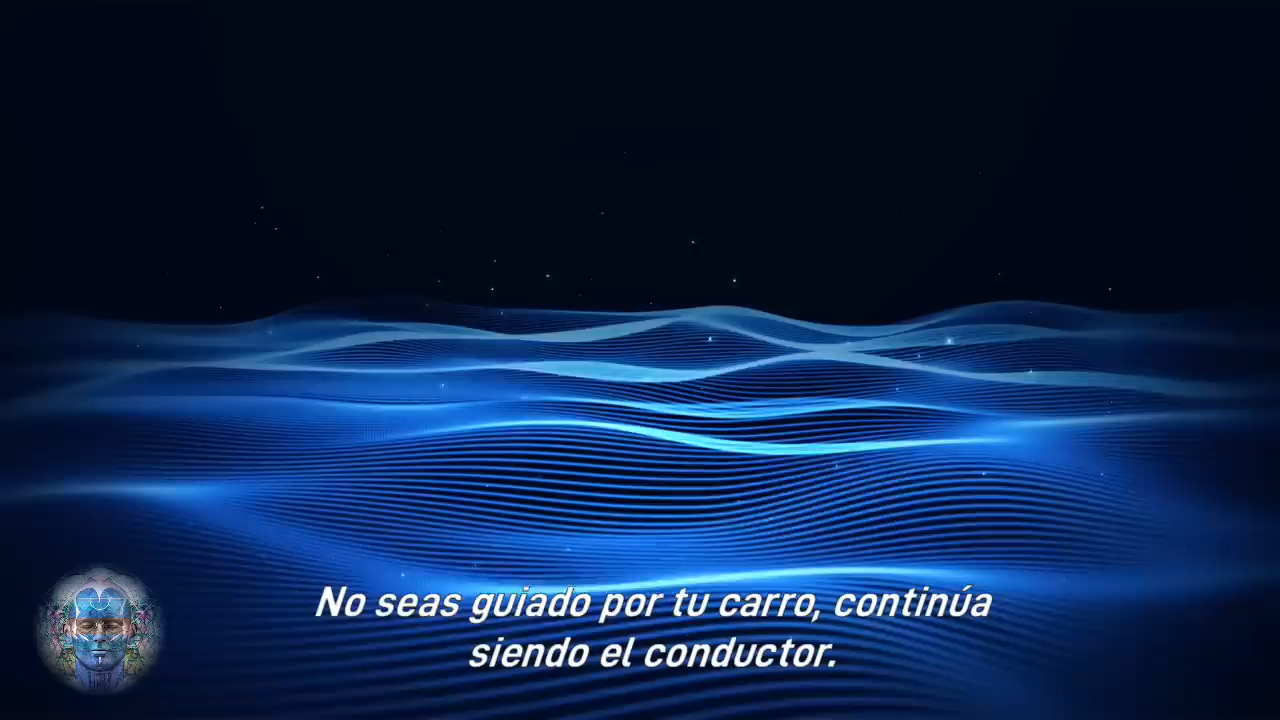 No seas guiado por tu carro, continúa
siendo el conductor.